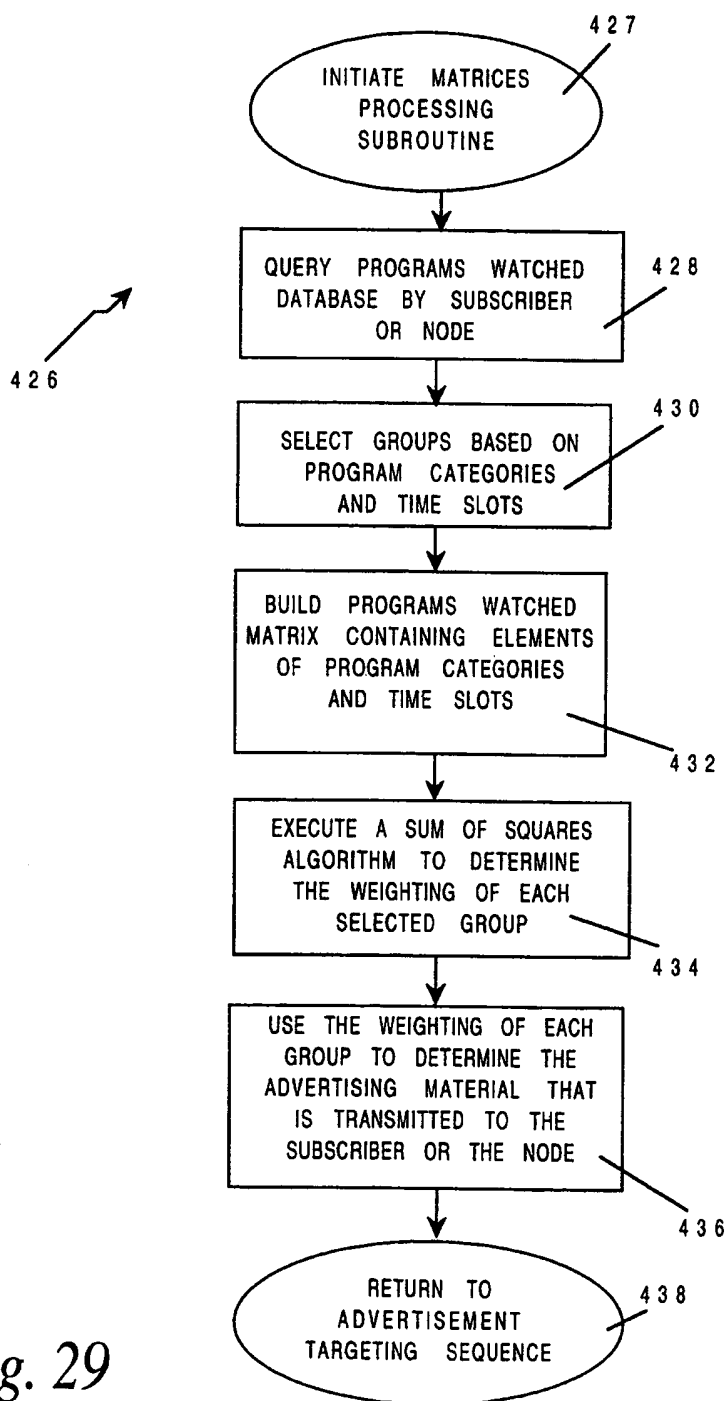 427
INITIATE MATRICES
PROCESSING
SUBROUTINE
QUERY PROGRAMS WATCHED
DATABASE BY SUBSCRIBER
OR NODE
428
426
SELECT GROUPS BASED ON
PROGRAM CATEGORIES
AND TIME SLOTS
430
BUILD PROGRAMS WATCHED
MATRIX CONTAINING ELEMENTS
OF PROGRAM CATEGORIES
AND TIME SLOTS
432
EXECUTE A SUM OF SQUARES
ALGORITHM TO DETERMINE
THE WEIGHTING OF EACH
SELECTED GROUP
434
USE THE WEIGHTING OF EACH
GROUP TO DETERMINE THE
ADVERTISING MATERIAL THAT
IS TRANSMITTED TO THE
SUBSCRIBER OR THE NODE
436
RETURN TO
ADVERTISEMENT
TARGETING SEQUENCE
438
g. 29